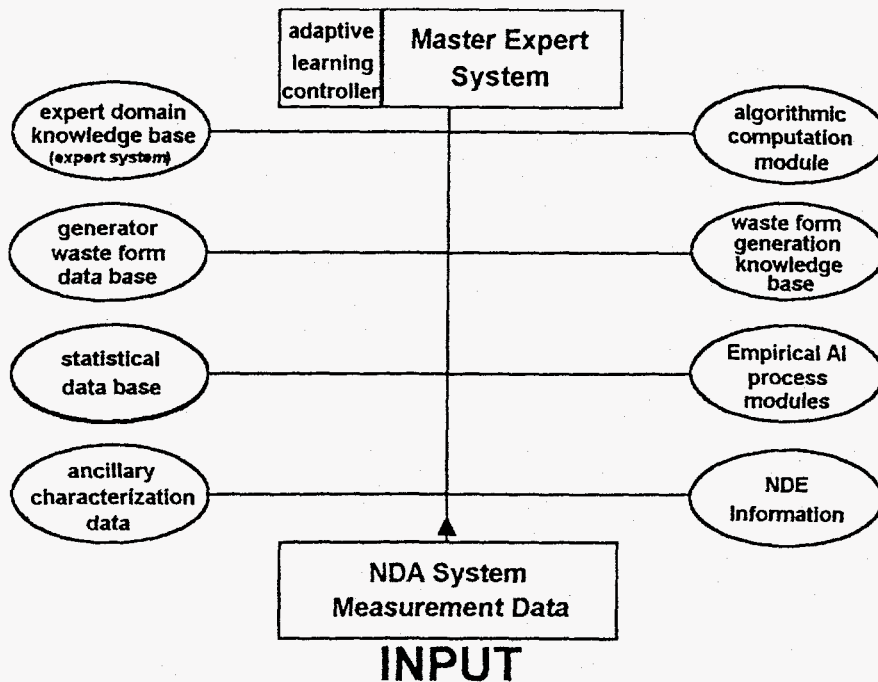 adaptive
learning
controller
Master Expert
System
expert domain
knowledge base
(expert system)
algorithmic
computation
module
generator
waste form
data base
waste form
generation
knowledge
base
statistical
data base
Empirical AI
process
modules
ancillary
characterization
data
NDE
Information
NDA System
Measurement Data
INPUT